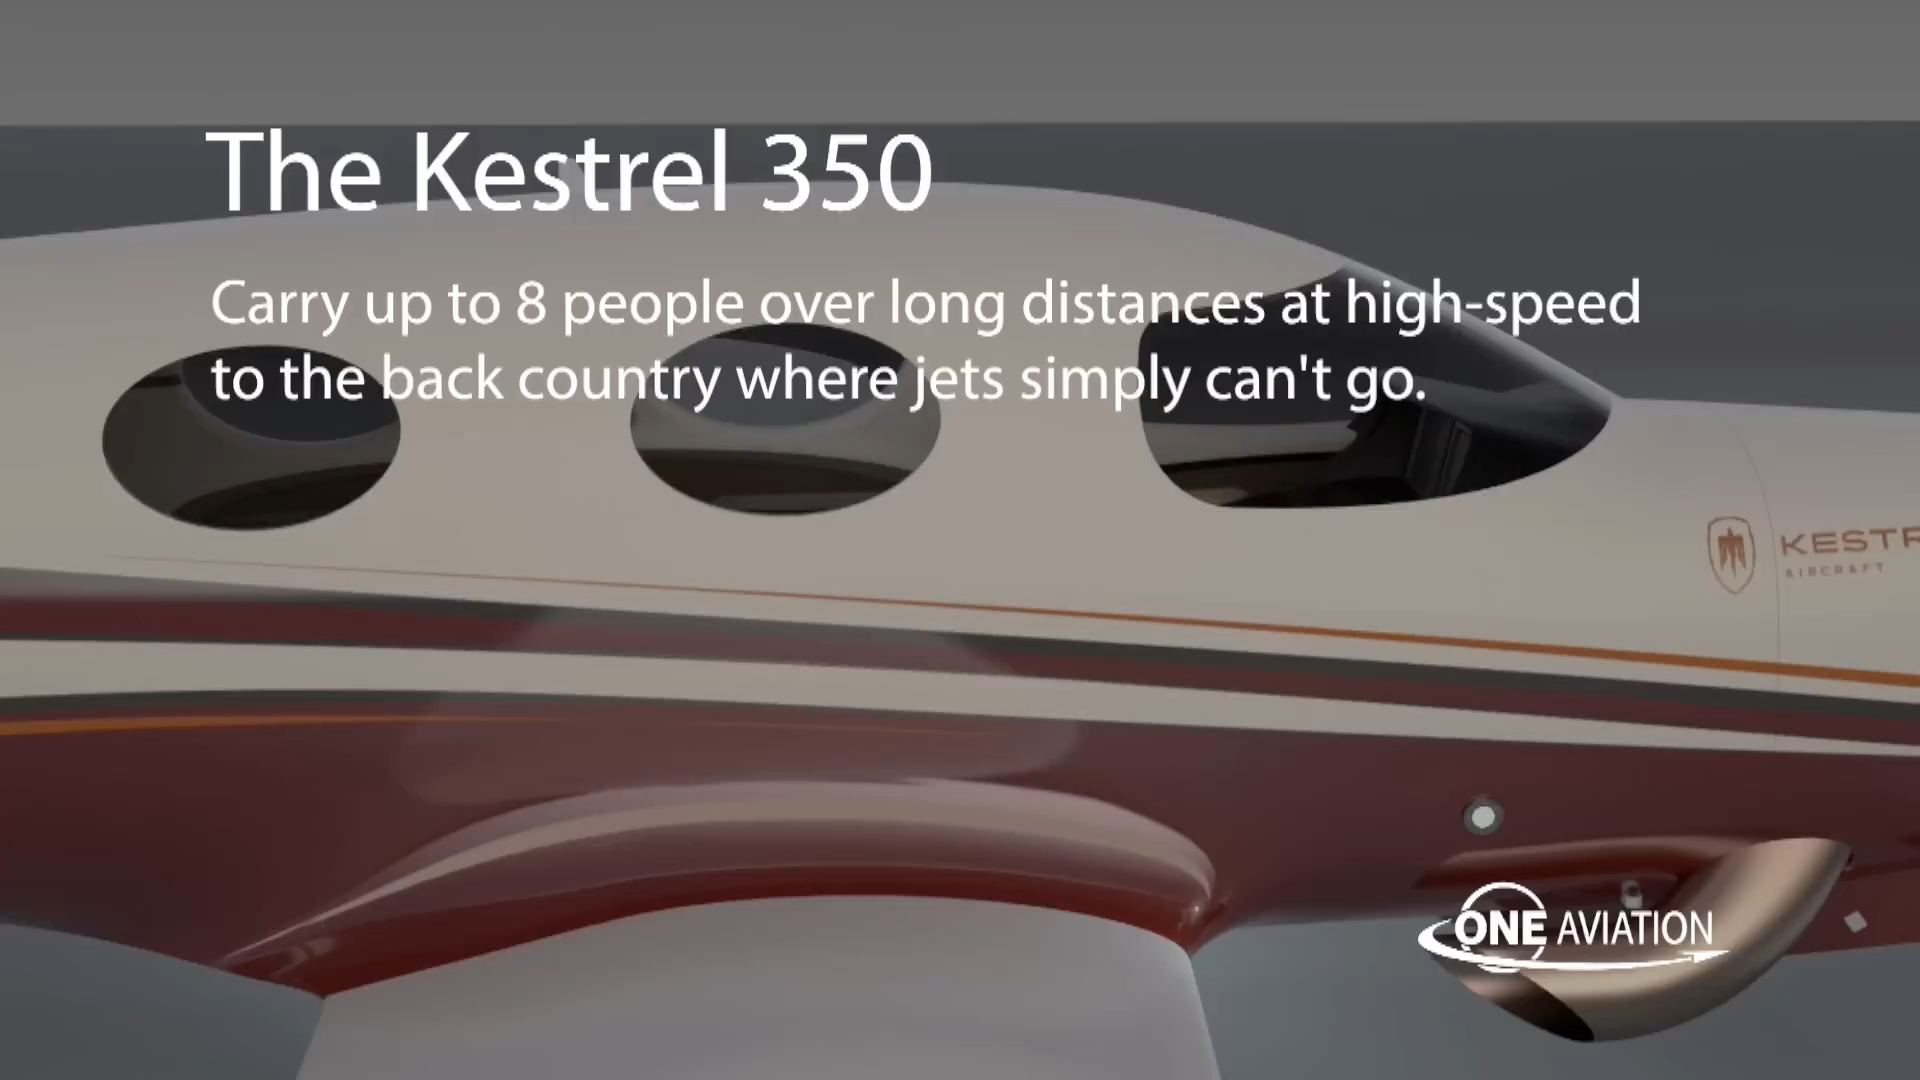 The Kestrel 350
Carry up to 8 people over long distances at high-speed
to the back country where jets simply can't go.
KESTR
AIRCRAFT
ONE AVIATION